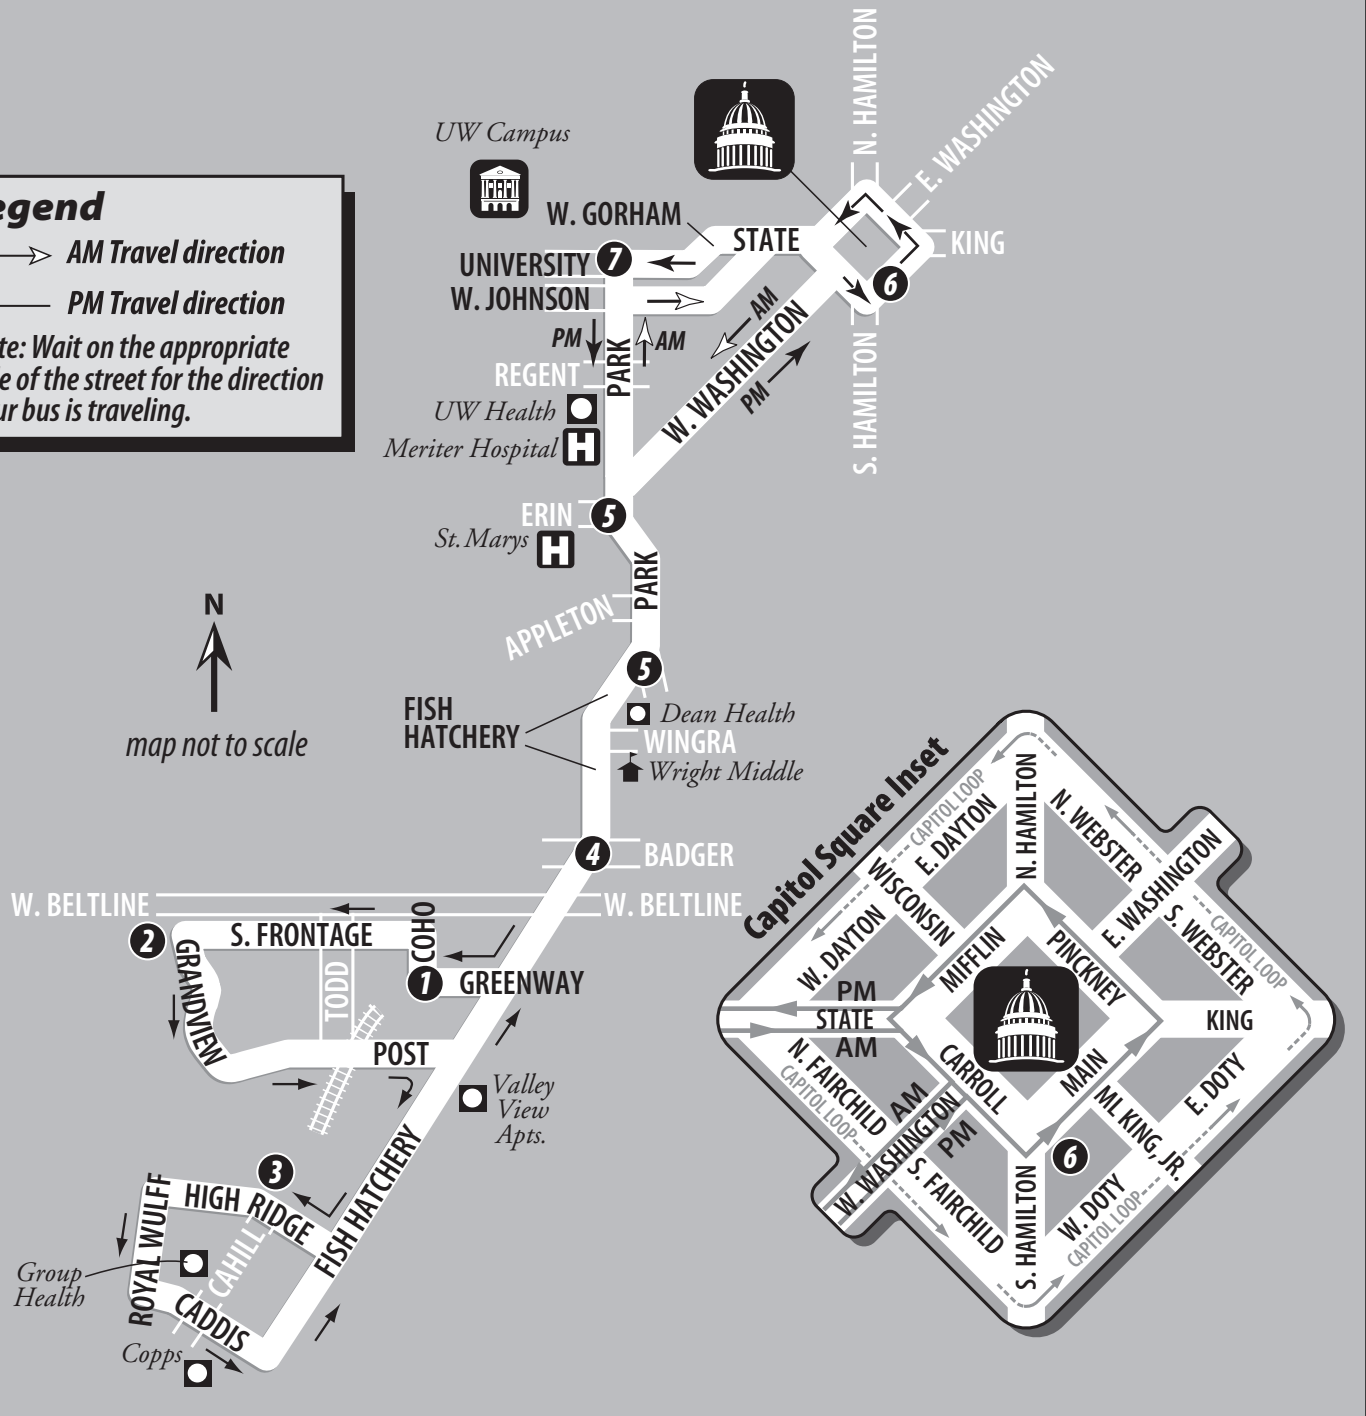 N. HAMILTON
E. WASHINGTON
UW Campus
egend
AM Travel direction
PM Travel direction
te: Wait on the appropriate
le of the street for the direction
ur bus is traveling.
W. GORHAM
STATE
KING
UNIVERSITY
7
W. JOHNSON
6
PM
AM
AM
PARK
REGENT
W. WASHINGTON
PM
S. HAMILTON
UW Health
Meriter Hospital
H
ERIN
5
St. Marys
H
PARK
APPLETON
5
N
map not to scale
FISH
HATCHERY
Dean Health
WINGRA
Wright Middle
4
BADGER
W. BELTLINE
W. BELTLINE
2
S. FRONTAGE
COHO
1
GREENWAY
GRANDVIEW
TODD
POST
Valley
View
Apts.
3
HIGH RIDGE
FISH HATCHERY
ROYAL WULFF
CAHILL
Group
Health
CADDIS
Copps
Capitol Square Inset
CAPITOL LOOP
E. DAYTON
N. HAMILTON
N. WEBSTER
WISCONSIN
E. WASHINGTON
W. DAYTON
S. WEBSTER
CAPITOL LOOP
MIFFLIN
PINCKNEY
PM
STATE
AM
KING
N. FAIRCHILD
CAPITOL LOOP
CARROLL
MAIN
AM
W. WASHINGTON
PM
ML KING, JR.
E. DOTY
6
S. FAIRCHILD
S. HAMILTON
W. DOTY
CAPITOL LOOP